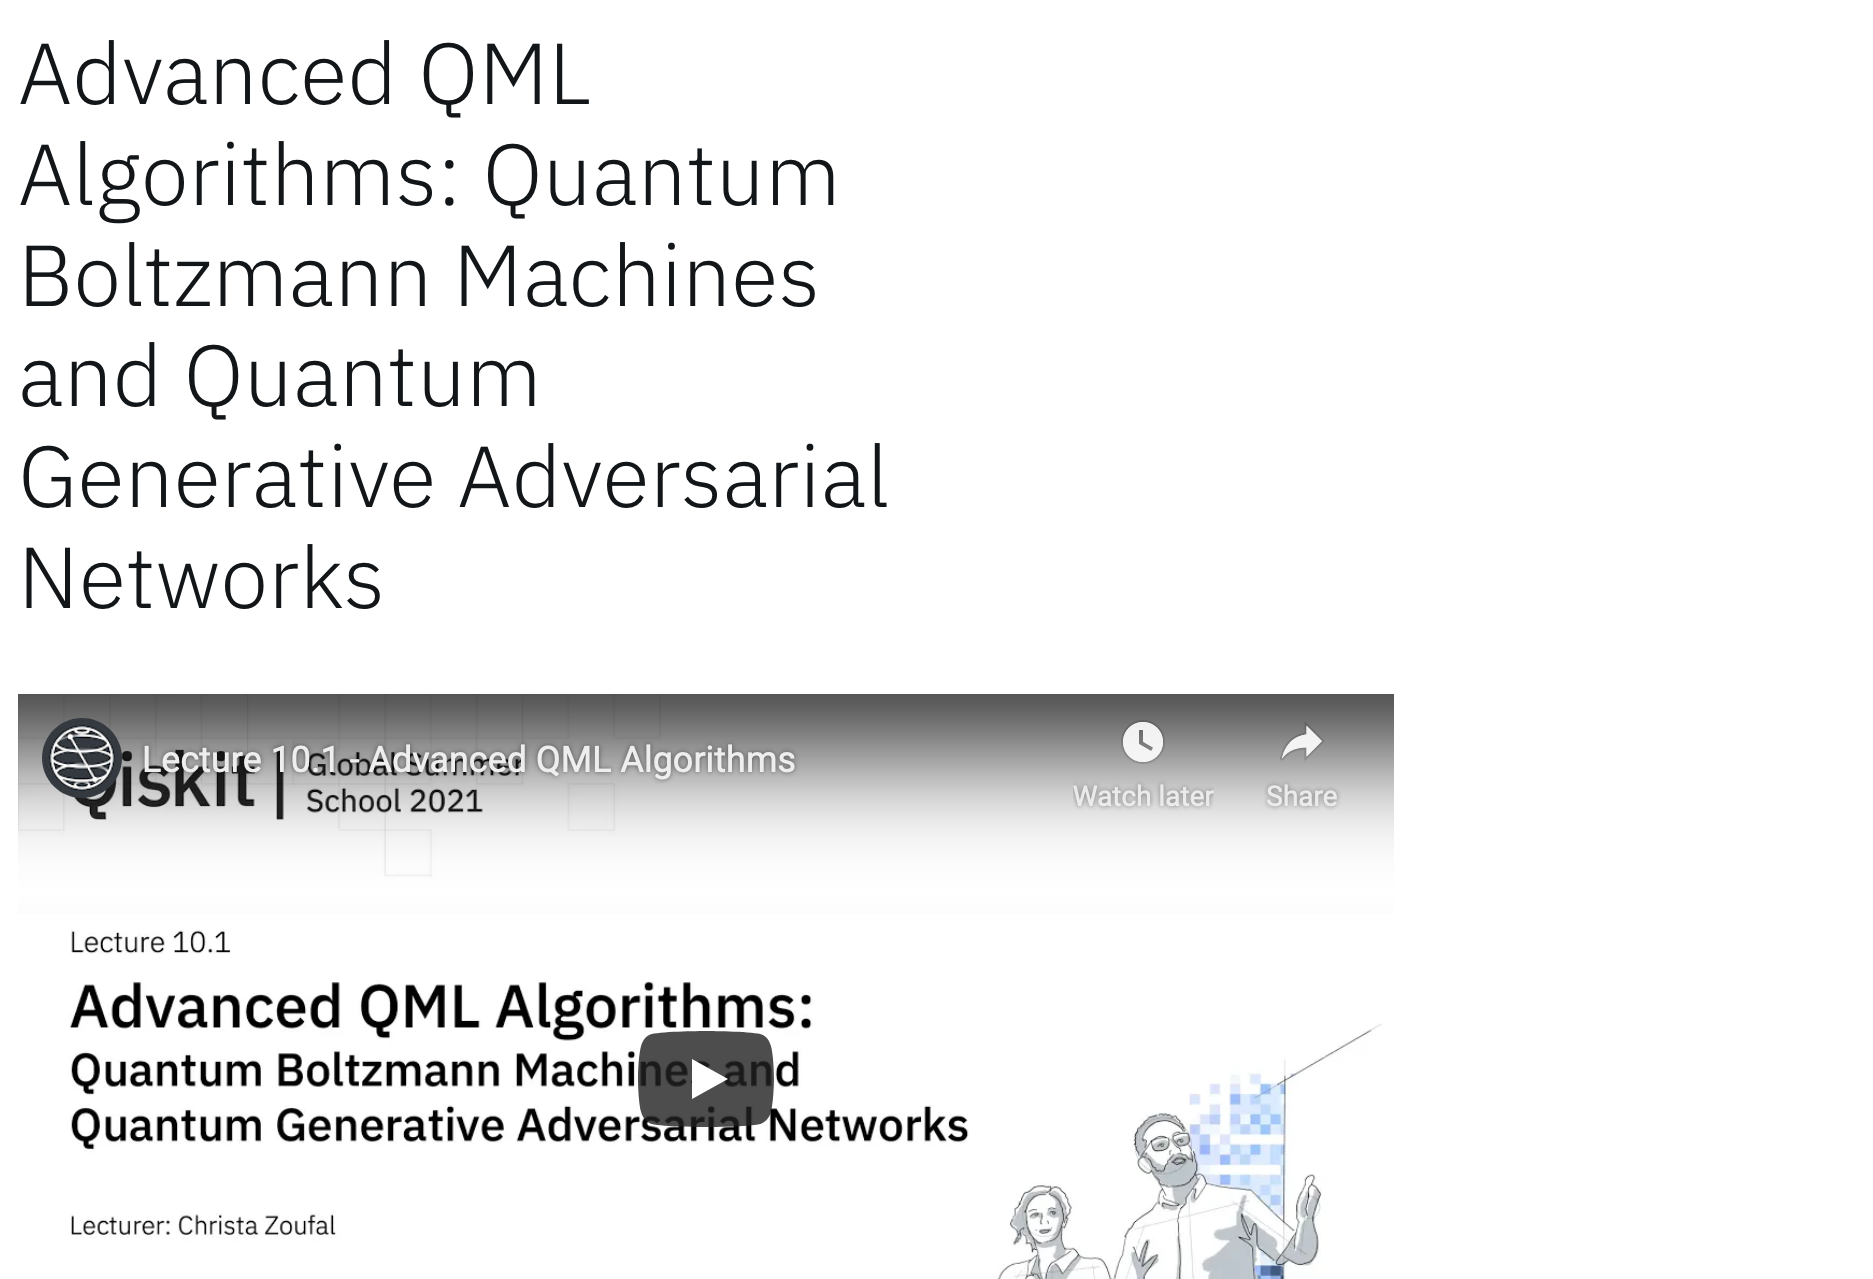 Advanced QML
Algorithms: Quantum
Boltzmann Machines
and Quantum
Generative Adversarial
Networks
Lecture 10.1 - Advanced QML Algorithms
Watch later
Share
Qiskit | Global Summer
School 2021
Lecture 10.1
Advanced QML Algorithms:
Quantum Boltzmann Machines and
Quantum Generative Adversarial Networks
Lecturer: Christa Zoufal